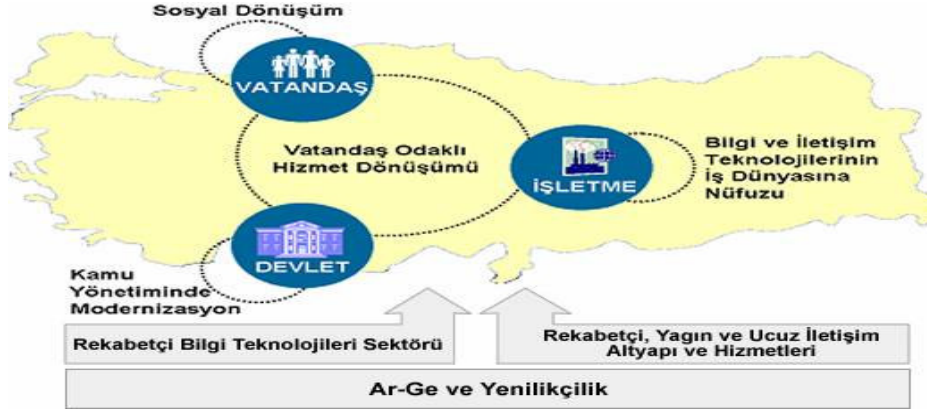 Sosyal Dönüşüm
VATANDAŞ
Vatandaş Odaklı
Hizmet Dönüşümü
İŞLETME
Bilgi ve İletişim
Teknolojilerinin
İş Dünyasına
Nüfuzu
DEVLET
Kamu
Yönetiminde
Modernizasyon
Rekabetçi Bilgi Teknolojileri Sektörü
Rekabetçi, Yagın ve Ucuz İletişim
Altyapı ve Hizmetleri
Ar-Ge ve Yenilikçilik